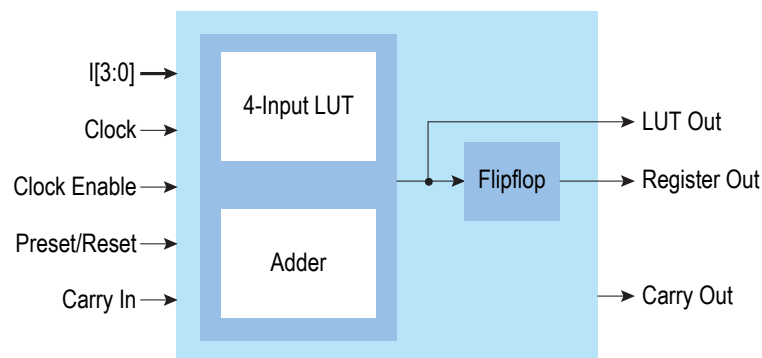 I[3:0]
Clock
Clock Enable
Preset/Reset
Carry In
4-Input LUT
Adder
Flipflop
LUT Out
Register Out
Carry Out